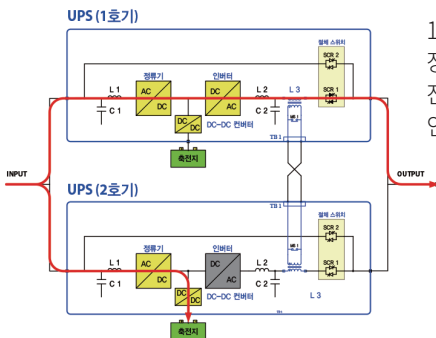 UPS (1호기)
절체 스위치
SCR 2
정류기
인버터
L 1
AC
DC
DC
AC
L 2
L 3
SCR 1
C 1
DC
DC
C 2
DC-DC 컨버터
TB1
축전지
INPUT
OUTPUT
UPS (2호기)
TB1
절체 스위치
SCR 2
정류기
인버터
L 1
AC
DC
DC
AC
L 2
SCR 1
C 1
DC
DC
C 2
DC-DC 컨버터
L 3
축전지
1